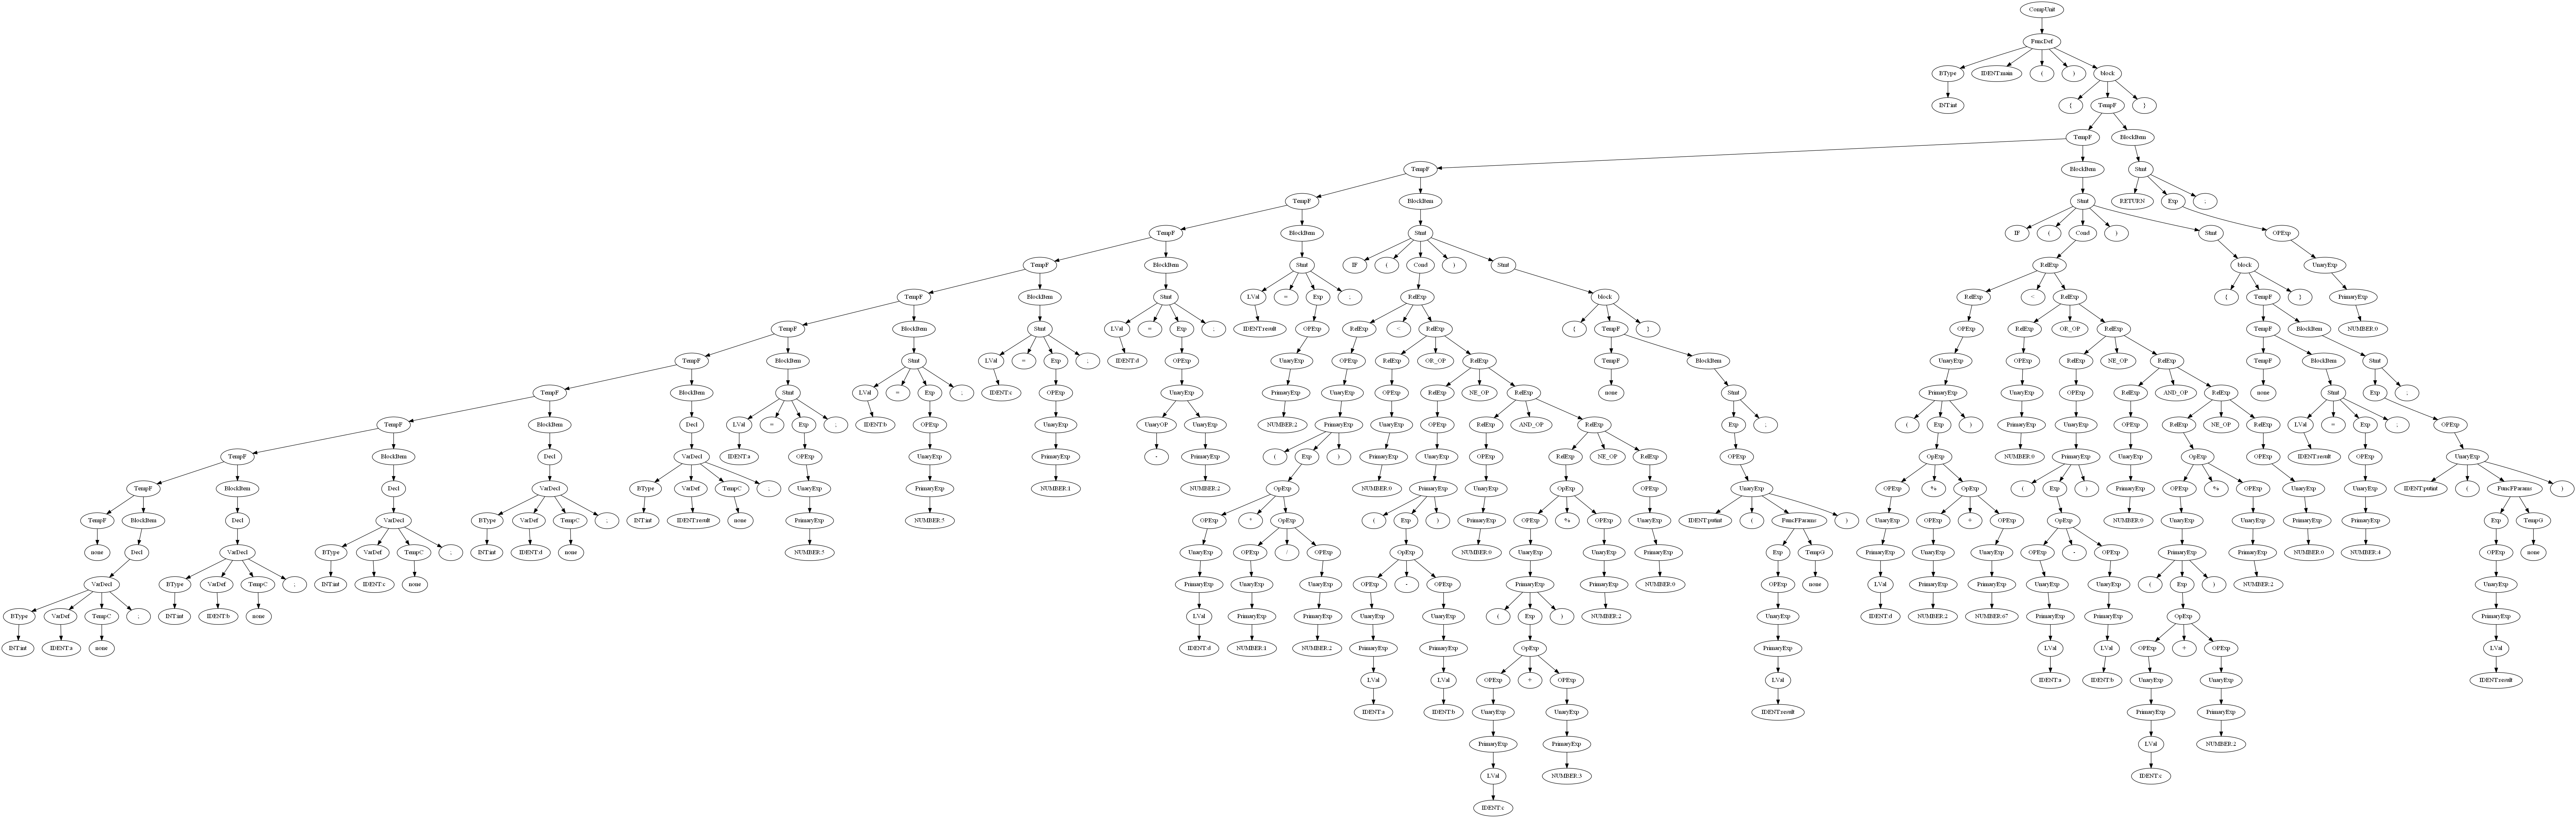 CompUnit
FuncDef
BType IDENT:main ( ) block
INT:int { TempF }
TempF BlockItem
TempF BlockItem Stmt
TempF BlockItem Stmt RETURN Exp ;
TempF BlockItem Stmt IF ( Cond ) Stmt OPExp
TempF BlockItem Stmt IF ( Cond ) Stmt RelExp block UnaryExp
TempF BlockItem Stmt LVal = Exp ; RelExp block RelExp < RelExp { TempF } PrimaryExp
TempF BlockItem Stmt LVal = Exp ; IDENT:result OPExp RelExp < RelExp { TempF } OPExp RelExp OR_OP RelExp TempF BlockItem NUMBER:0
TempF BlockItem Stmt LVal = Exp ; IDENT:d OPExp UnaryExp OPExp RelExp OR_OP RelExp TempF BlockItem UnaryExp OPExp RelExp NE_OP RelExp TempF BlockItem Stmt
TempF BlockItem Stmt LVal = Exp ; IDENT:c OPExp UnaryExp PrimaryExp UnaryExp OPExp RelExp NE_OP RelExp none Stmt PrimaryExp UnaryExp OPExp RelExp AND_OP RelExp none Stmt Exp ;
TempF BlockItem Decl LVal = Exp ; IDENT:b OPExp UnaryExp UnaryOP UnaryExp NUMBER:2 PrimaryExp UnaryExp OPExp RelExp AND_OP RelExp Exp ; ( Exp ) PrimaryExp UnaryExp OPExp RelExp NE_OP RelExp LVal = Exp ; OPExp
TempF BlockItem Decl VarDecl IDENT:a OPExp UnaryExp PrimaryExp - PrimaryExp ( Exp ) PrimaryExp UnaryExp OPExp RelExp NE_OP RelExp OPExp OpExp NUMBER:0 PrimaryExp UnaryExp OpExp OPExp IDENT:result OPExp UnaryExp
TempF BlockItem Decl VarDecl BType VarDef TempC ; UnaryExp PrimaryExp NUMBER:1 NUMBER:2 OpExp NUMBER:0 PrimaryExp UnaryExp OpExp OPExp UnaryExp OPExp % OpExp ( Exp ) PrimaryExp OPExp % OPExp UnaryExp UnaryExp IDENT:putint ( FuncFParams )
TempF BlockItem Decl VarDecl BType VarDef TempC ; INT:int IDENT:result none PrimaryExp NUMBER:5 OPExp * OpExp ( Exp ) PrimaryExp OPExp % OPExp UnaryExp IDENT:putint ( FuncFParams ) UnaryExp OPExp + OPExp OpExp NUMBER:0 UnaryExp UnaryExp PrimaryExp PrimaryExp Exp TempG
none Decl VarDecl BType VarDef TempC ; INT:int IDENT:d none NUMBER:5 UnaryExp OPExp / OPExp OpExp NUMBER:0 UnaryExp UnaryExp PrimaryExp Exp TempG PrimaryExp UnaryExp UnaryExp OPExp - OPExp PrimaryExp PrimaryExp NUMBER:0 NUMBER:4 OPExp none
VarDecl BType VarDef TempC ; INT:int IDENT:c none PrimaryExp UnaryExp UnaryExp OPExp - OPExp PrimaryExp PrimaryExp NUMBER:0 OPExp none LVal PrimaryExp PrimaryExp UnaryExp UnaryExp ( Exp ) NUMBER:2 UnaryExp
BType VarDef TempC ; INT:int IDENT:b none LVal PrimaryExp PrimaryExp UnaryExp UnaryExp ( Exp ) NUMBER:2 UnaryExp IDENT:d NUMBER:2 NUMBER:67 PrimaryExp PrimaryExp OpExp PrimaryExp
INT:int IDENT:a none IDENT:d NUMBER:1 NUMBER:2 PrimaryExp PrimaryExp OpExp PrimaryExp LVal LVal OPExp + OPExp LVal
LVal LVal OPExp + OPExp LVal IDENT:a IDENT:b UnaryExp UnaryExp IDENT:result
IDENT:a IDENT:b UnaryExp UnaryExp IDENT:result PrimaryExp PrimaryExp
PrimaryExp PrimaryExp LVal NUMBER:2
LVal NUMBER:3 IDENT:c
IDENT:c